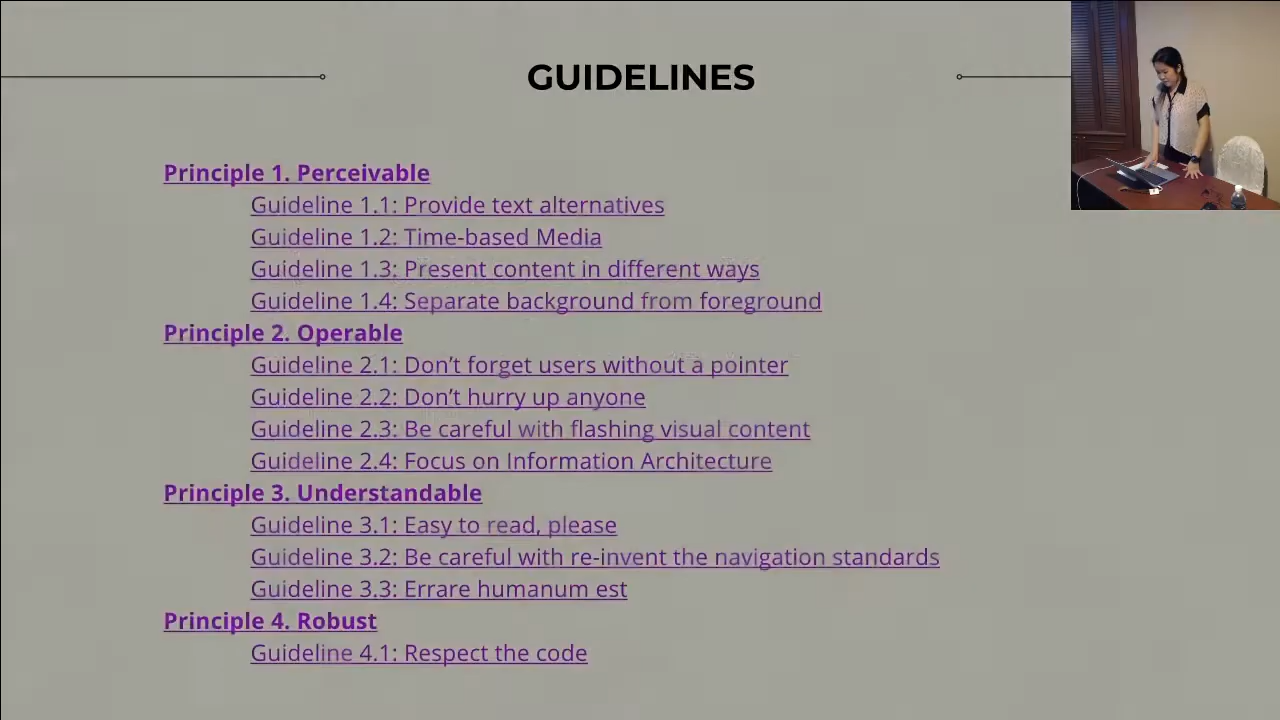 GUIDELINES
Principle 1. Perceivable
Guideline 1.1: Provide text alternatives
Guideline 1.2: Time-based Media
Guideline 1.3: Present content in different ways
Guideline 1.4: Separate background from foreground
Principle 2. Operable
Guideline 2.1: Don’t forget users without a pointer
Guideline 2.2: Don’t hurry up anyone
Guideline 2.3: Be careful with flashing visual content
Guideline 2.4: Focus on Information Architecture
Principle 3. Understandable
Guideline 3.1: Easy to read, please
Guideline 3.2: Be careful with re-invent the navigation standards
Guideline 3.3: Errare humanum est
Principle 4. Robust
Guideline 4.1: Respect the code